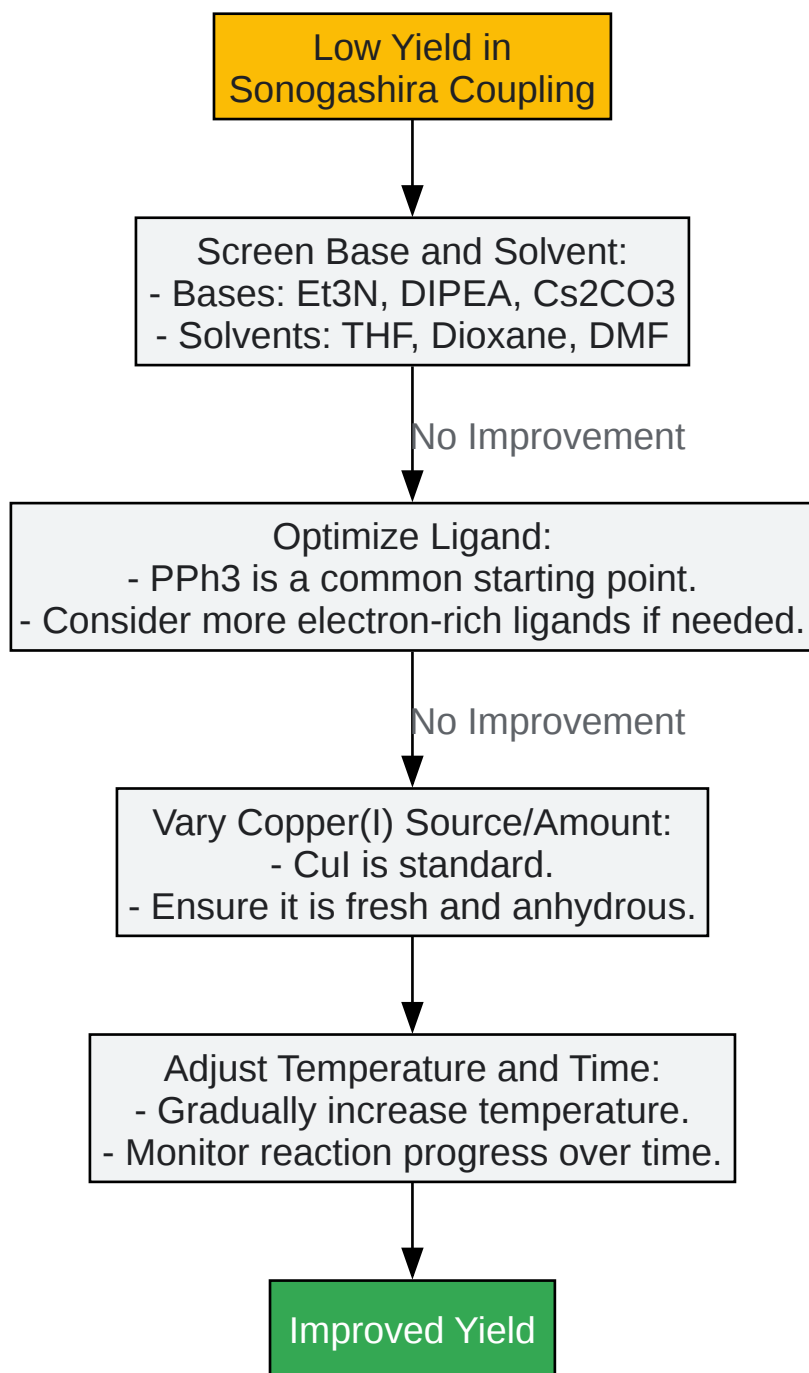 Low Yield in
Sonogashira Coupling
Screen Base and Solvent:
- Bases: Et3N, DIPEA, Cs2CO3
- Solvents: THF, Dioxane, DMF
No Improvement
Optimize Ligand:
- PPh3 is a common starting point.
- Consider more electron-rich ligands if needed.
No Improvement
Vary Copper(I) Source/Amount:
- CuI is standard.
- Ensure it is fresh and anhydrous.
Adjust Temperature and Time:
- Gradually increase temperature.
- Monitor reaction progress over time.
Improved Yield